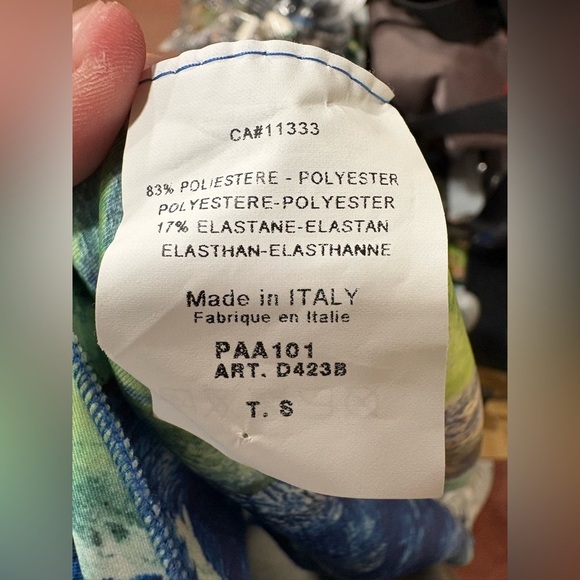 CA#11333
83% POLIESTERE - POLYESTER
POLYESTERE-POLYESTER
17% ELASTANE-ELASTAN
ELASTHAN-ELASTHANNE
Made in ITALY
Fabrique en Italie
PAA101
ART. D423B
T. S